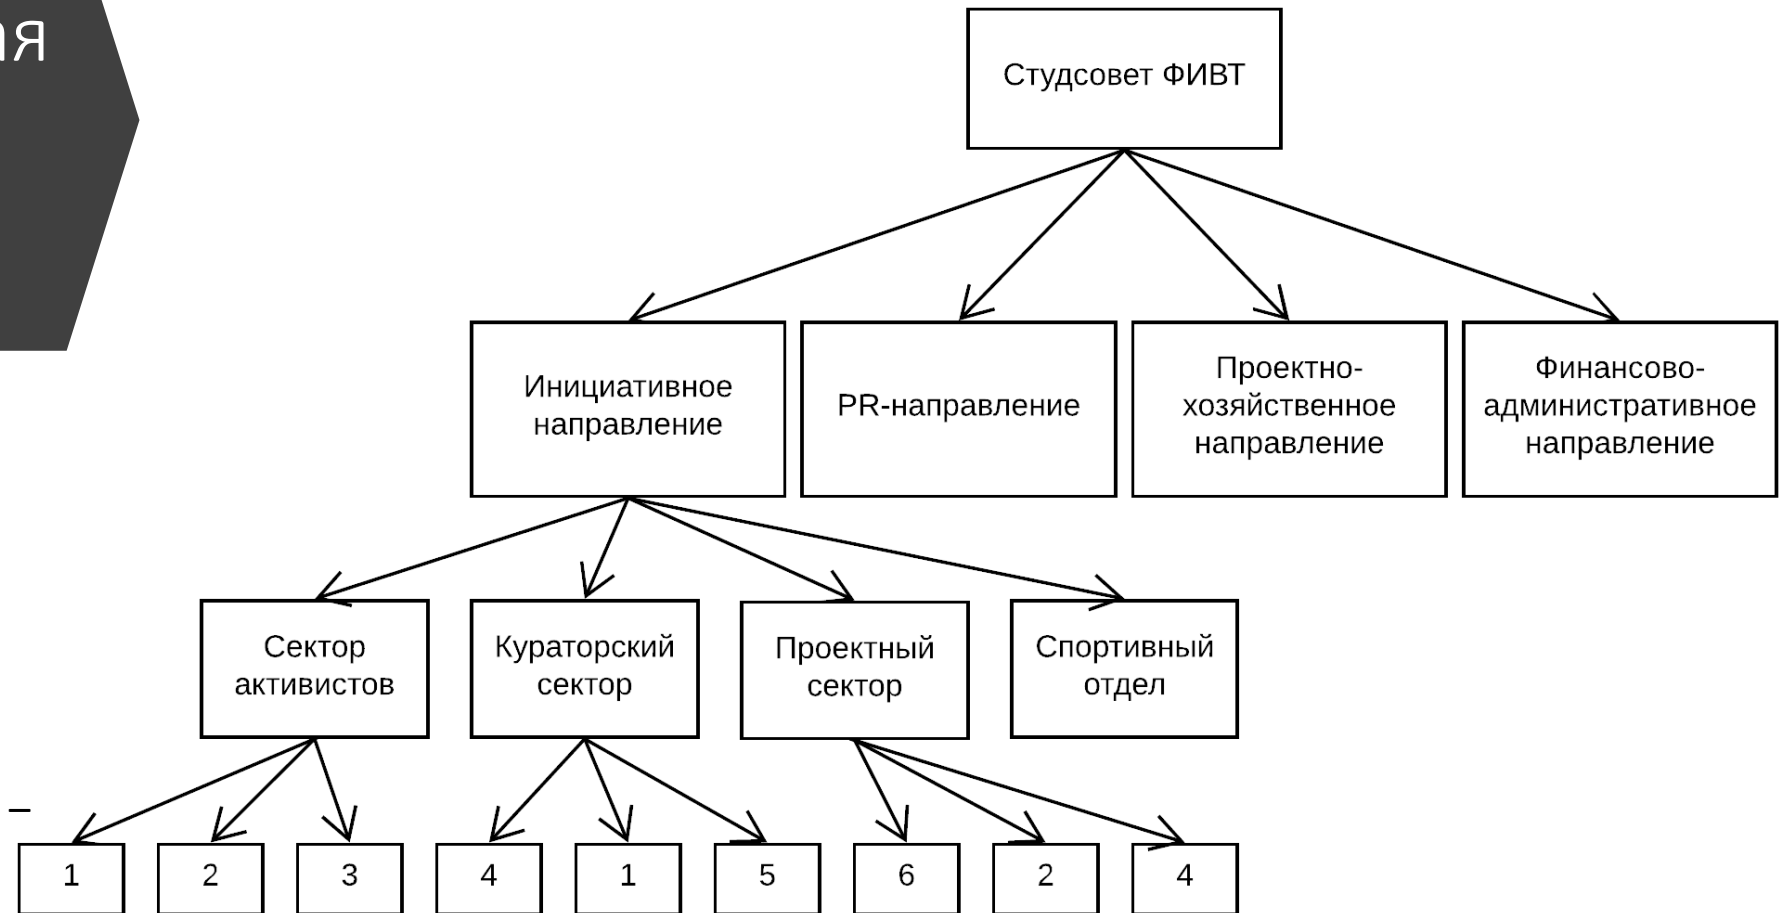 ая
Студсовет ФИВТ
Инициативное
направление
PR-направление
Проектно-
хозяйственное
направление
Финансово-
административное
направление
Сектор
активистов
Кураторский
сектор
Проектный
сектор
Спортивный
отдел
–
1
2
3
4
1
5
6
2
4